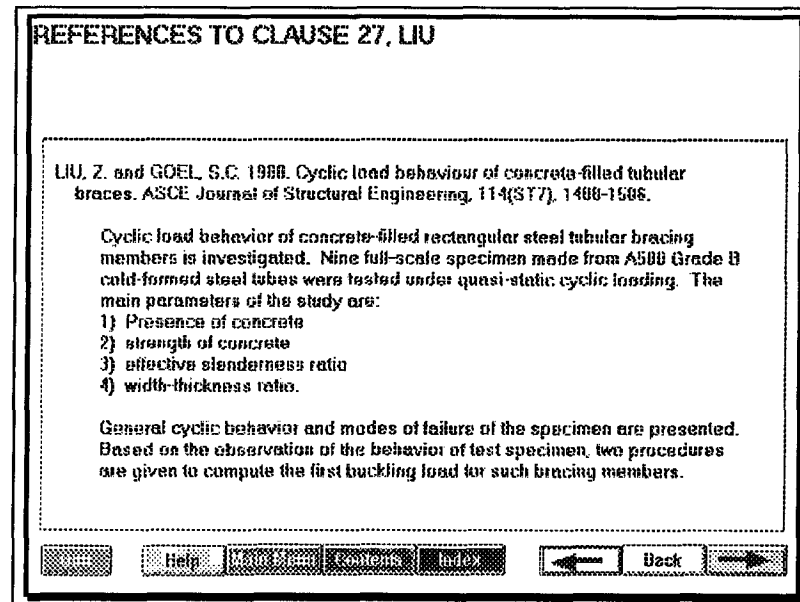 REFERENCES TO CLAUSE 27, LIU
LIU, Z. and GOEL, S.C. 1988. Cyclic load behaviour of concrete-filled tubular
braces. ASCE Journal of Structural Engineering, 114(ST7), 1488-1506.
Cyclic load behavior of concrete-filled rectangular steel tubular bracing
members is investigated. Nine full-scale specimen made from A500 Grade B
cold-formed steel tubes were tested under quasi-static cyclic loading. The
main parameters of the study are:
1) Presence of concrete
2) strength of concrete
3) effective slenderness ratio
4) width-thickness ratio.
General cyclic behavior and modes of failure of the specimen are presented.
Based on the observation of the behavior of test specimen, two procedures
are given to compute the first buckling load for such bracing members.
Help Main Menu Contents Index Back